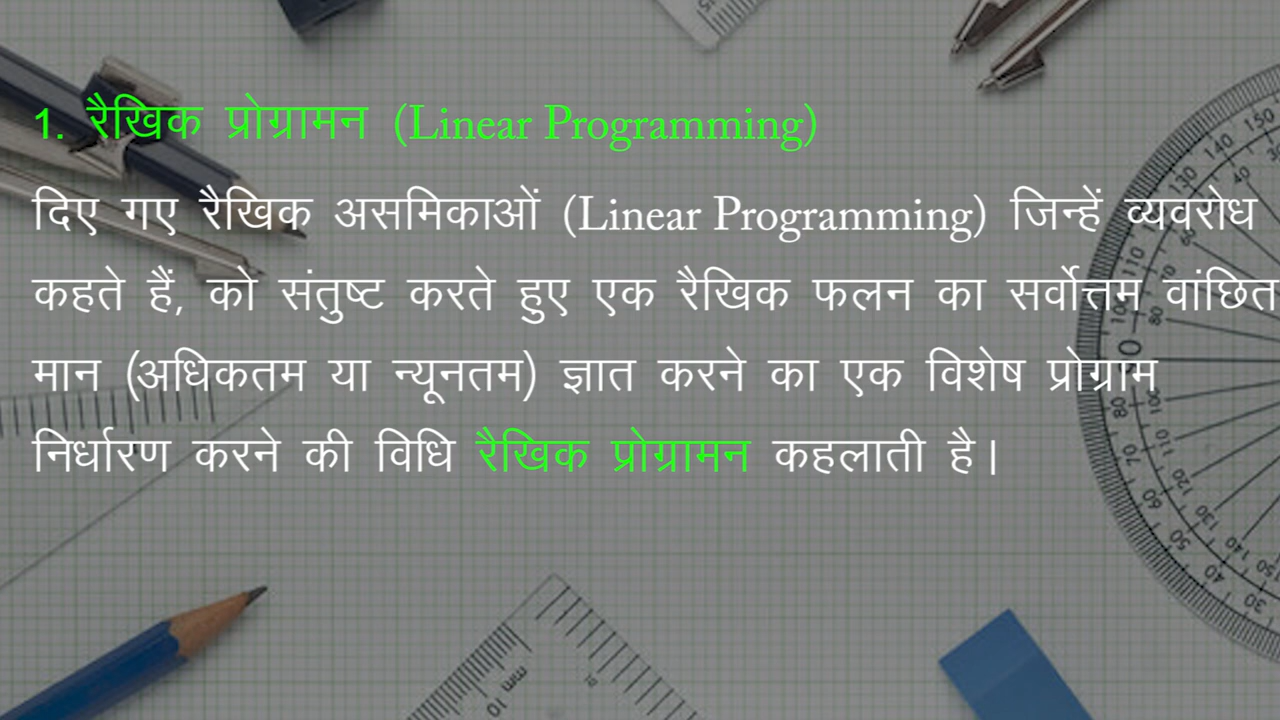 1. रैखिक प्रोग्रामन (Linear Programming)
दिए गए रैखिक असमिकाओं (Linear Programming) जिन्हें व्यवरोध
कहते हैं, को संतुष्ट करते हुए एक रैखिक फलन का सर्वोत्तम वांछित
मान (अधिकतम या न्यूनतम) ज्ञात करने का एक विशेष प्रोग्राम
निर्धारण करने की विधि रैखिक प्रोग्रामन कहलाती है।